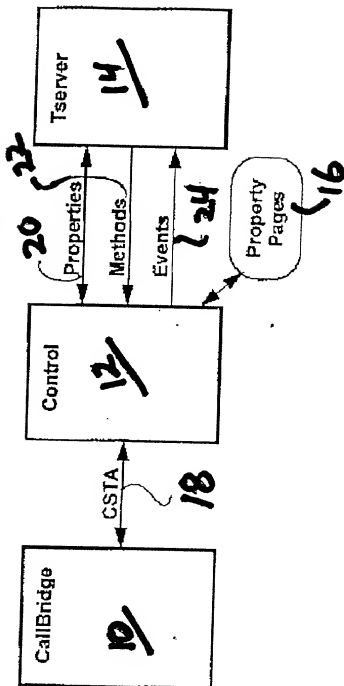 CallBridge
10
CSTA
18
Control
12
20
Properties
22
Methods
Events
24
Tserver
14
Property
Pages
16